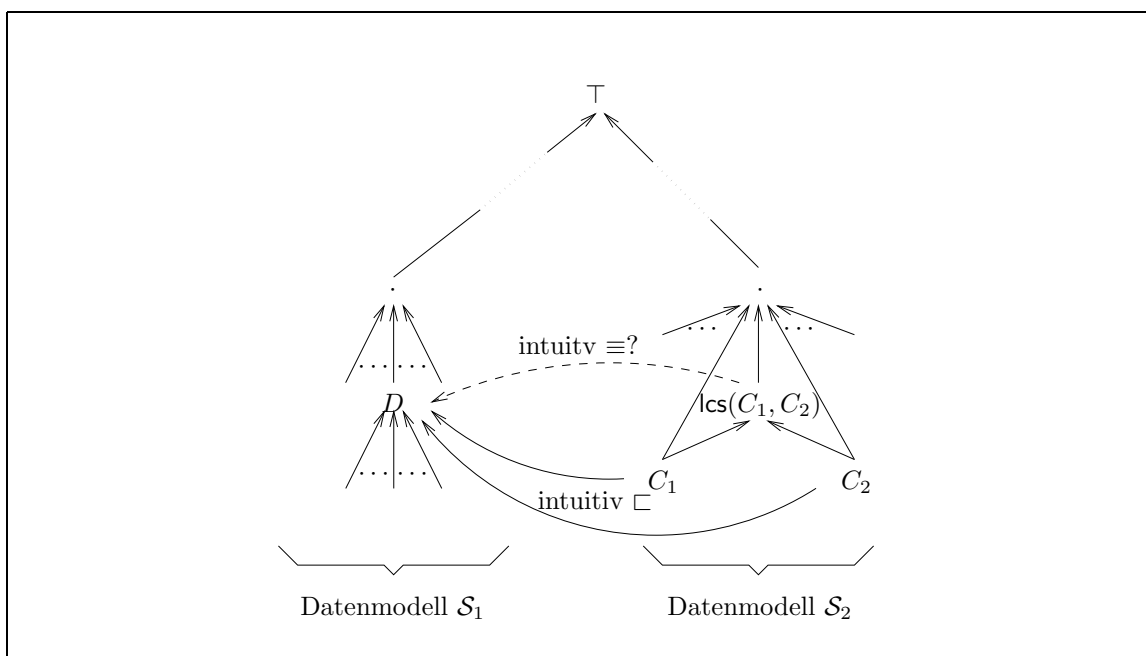 ⊤
. .
... ...
intuitv ≡?
... ...
D lcs(C₁, C₂)
... ...
C₁ C₂
intuitiv ⊏
Datenmodell 𝒮₁ Datenmodell 𝒮₂